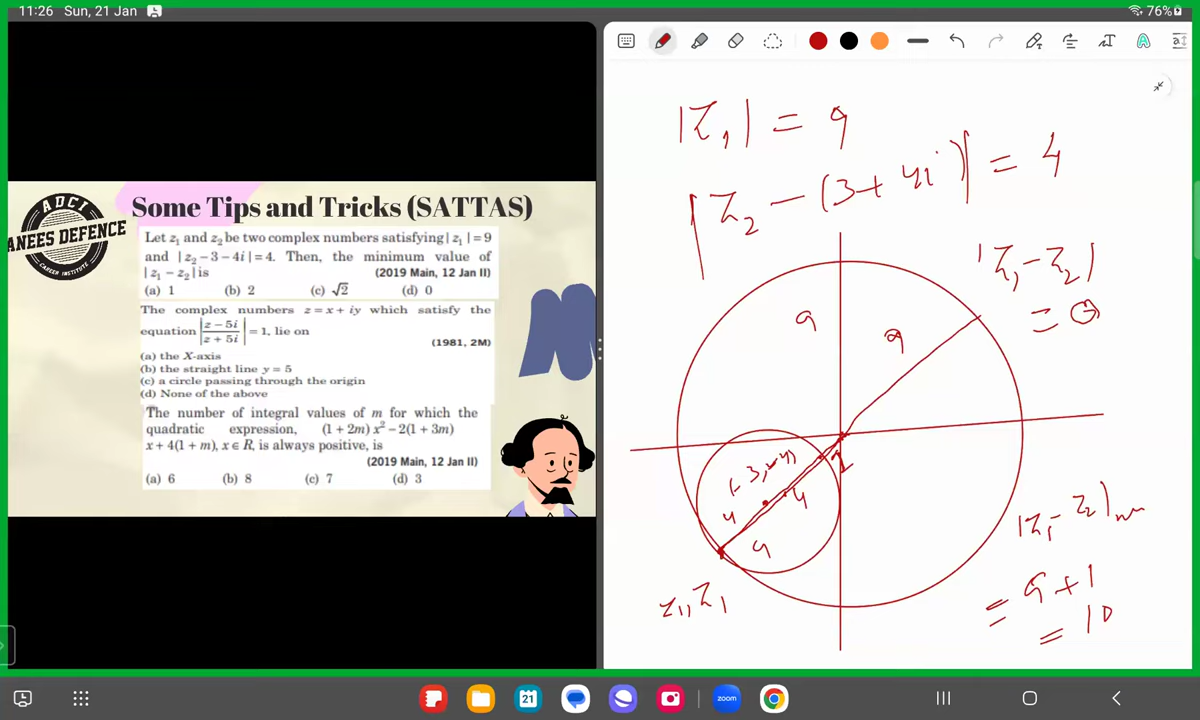 11:26 Sun, 21 Jan
76%
ADCI
ANEES DEFENCE
CAREER INSTITUTE
Some Tips and Tricks (SATTAS)
Let z₁ and z₂ be two complex numbers satisfying | z₁ | = 9
and | z₂ – 3 – 4i | = 4. Then, the minimum value of
| z₁ – z₂ | is (2019 Main, 12 Jan II)
(a) 1 (b) 2 (c) √2 (d) 0
The complex numbers z = x + iy which satisfy the
equation |(z – 5i)/(z + 5i)| = 1, lie on
(1981, 2M)
(a) the X-axis
(b) the straight line y = 5
(c) a circle passing through the origin
(d) None of the above
The number of integral values of m for which the
quadratic expression, (1 + 2m) x² – 2(1 + 3m)
x + 4(1 + m), x ∈ R, is always positive, is
(2019 Main, 12 Jan II)
(a) 6 (b) 8 (c) 7 (d) 3
|z₁| = 9
|z₂ – (3 + 4i)| = 4
|z₁ – z₂|
= 0
9
9
(-3, -4)
4
4
9
1
z₁, z₁
|z₁ – z₂|
= 9 + 1
= 10
21
zoom